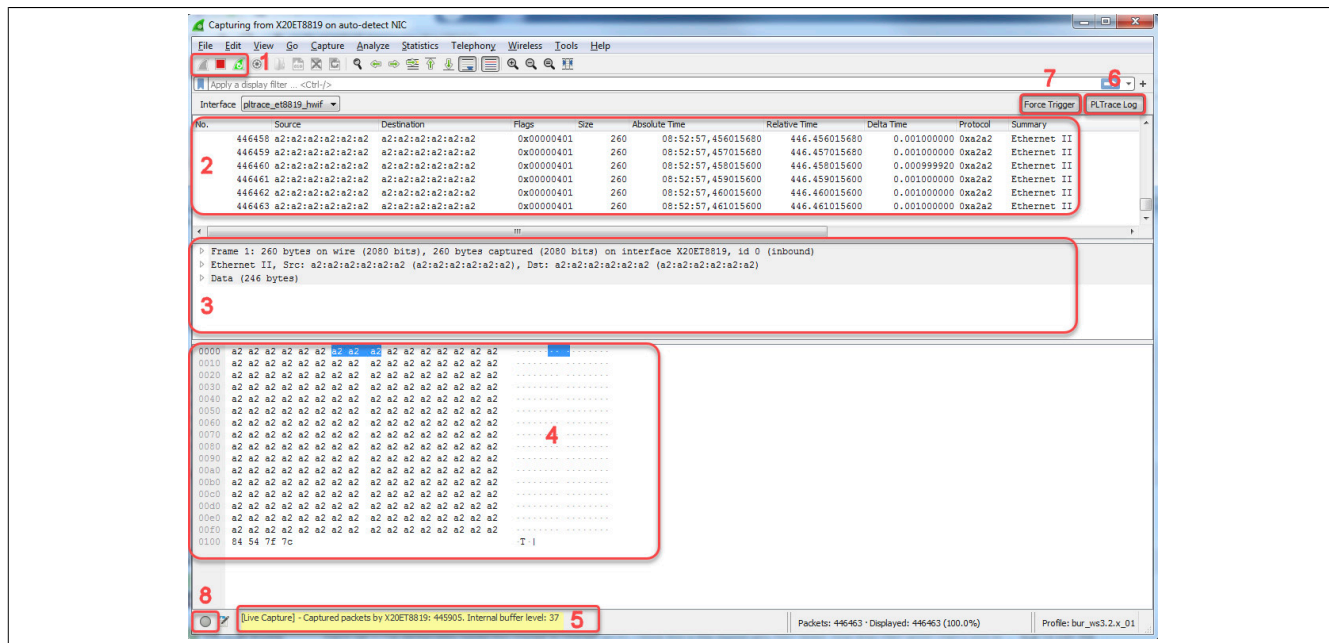 Capturing from X20ET8819 on auto-detect NIC
File Edit View Go Capture Analyze Statistics Telephony Wireless Tools Help
1
Apply a display filter ... <Ctrl-/>
7 6
+
Interface pltrace_et8819_hwif Force Trigger PLTrace Log
No. Source Destination Flags Size Absolute Time Relative Time Delta Time Protocol Summary
446458 a2:a2:a2:a2:a2:a2 a2:a2:a2:a2:a2:a2 0x00000401 260 08:52:57,456015680 446.456015680 0.001000000 0xa2a2 Ethernet II
446459 a2:a2:a2:a2:a2:a2 a2:a2:a2:a2:a2:a2 0x00000401 260 08:52:57,457015680 446.457015680 0.001000000 0xa2a2 Ethernet II
2
446460 a2:a2:a2:a2:a2:a2 a2:a2:a2:a2:a2:a2 0x00000401 260 08:52:57,458015600 446.458015600 0.000999920 0xa2a2 Ethernet II
446461 a2:a2:a2:a2:a2:a2 a2:a2:a2:a2:a2:a2 0x00000401 260 08:52:57,459015600 446.459015600 0.001000000 0xa2a2 Ethernet II
446462 a2:a2:a2:a2:a2:a2 a2:a2:a2:a2:a2:a2 0x00000401 260 08:52:57,460015600 446.460015600 0.001000000 0xa2a2 Ethernet II
446463 a2:a2:a2:a2:a2:a2 a2:a2:a2:a2:a2:a2 0x00000401 260 08:52:57,461015600 446.461015600 0.001000000 0xa2a2 Ethernet II
Frame 1: 260 bytes on wire (2080 bits), 260 bytes captured (2080 bits) on interface X20ET8819, id 0 (inbound)
Ethernet II, Src: a2:a2:a2:a2:a2:a2 (a2:a2:a2:a2:a2:a2), Dst: a2:a2:a2:a2:a2:a2 (a2:a2:a2:a2:a2:a2)
Data (246 bytes)
3
0000 a2 a2 a2 a2 a2 a2 a2 a2 a2 a2 a2 a2 a2 a2 a2 a2 ········ ········
0010 a2 a2 a2 a2 a2 a2 a2 a2 a2 a2 a2 a2 a2 a2 a2 a2 ········ ········
0020 a2 a2 a2 a2 a2 a2 a2 a2 a2 a2 a2 a2 a2 a2 a2 a2 ········ ········
0030 a2 a2 a2 a2 a2 a2 a2 a2 a2 a2 a2 a2 a2 a2 a2 a2 ········ ········
0040 a2 a2 a2 a2 a2 a2 a2 a2 a2 a2 a2 a2 a2 a2 a2 a2 ········ ········
0050 a2 a2 a2 a2 a2 a2 a2 a2 a2 a2 a2 a2 a2 a2 a2 a2 ········ ········
0060 a2 a2 a2 a2 a2 a2 a2 a2 a2 a2 a2 a2 a2 a2 a2 a2 ········ ········
0070 a2 a2 a2 a2 a2 a2 a2 a2 a2 a2 a2 a2 a2 a2 a2 a2 ········ ········
4
0080 a2 a2 a2 a2 a2 a2 a2 a2 a2 a2 a2 a2 a2 a2 a2 a2 ········ ········
0090 a2 a2 a2 a2 a2 a2 a2 a2 a2 a2 a2 a2 a2 a2 a2 a2 ········ ········
00a0 a2 a2 a2 a2 a2 a2 a2 a2 a2 a2 a2 a2 a2 a2 a2 a2 ········ ········
00b0 a2 a2 a2 a2 a2 a2 a2 a2 a2 a2 a2 a2 a2 a2 a2 a2 ········ ········
00c0 a2 a2 a2 a2 a2 a2 a2 a2 a2 a2 a2 a2 a2 a2 a2 a2 ········ ········
00d0 a2 a2 a2 a2 a2 a2 a2 a2 a2 a2 a2 a2 a2 a2 a2 a2 ········ ········
00e0 a2 a2 a2 a2 a2 a2 a2 a2 a2 a2 a2 a2 a2 a2 a2 a2 ········ ········
00f0 a2 a2 a2 a2 a2 a2 a2 a2 a2 a2 a2 a2 a2 a2 a2 a2 ········ ········
0100 84 54 7f 7c ·T·|
8
[Live Capture] - Captured packets by X20ET8819: 445905. Internal buffer level: 37 5
Packets: 446463 · Displayed: 446463 (100.0%) Profile: bur_ws3.2.x_01